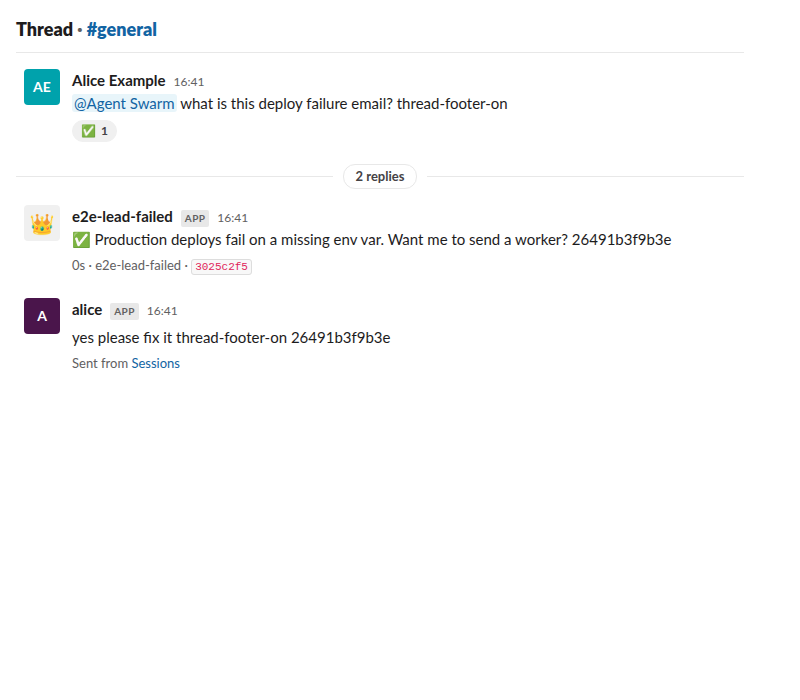 Thread • #general
AE
Alice Example 16:41
@Agent Swarm what is this deploy failure email? thread-footer-on
✅ 1
2 replies
e2e-lead-failed APP 16:41
✅ Production deploys fail on a missing env var. Want me to send a worker? 26491b3f9b3e
0s · e2e-lead-failed · 3025c2f5
A
alice APP 16:41
yes please fix it thread-footer-on 26491b3f9b3e
Sent from Sessions